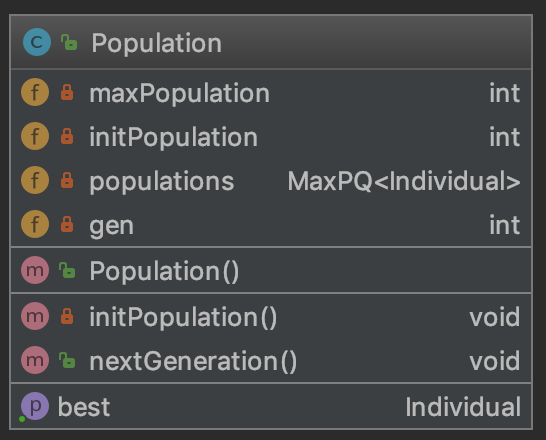 C Population
f maxPopulation int
f initPopulation int
f populations MaxPQ<Individual>
f gen int
m Population()
m initPopulation() void
m nextGeneration() void
p best Individual